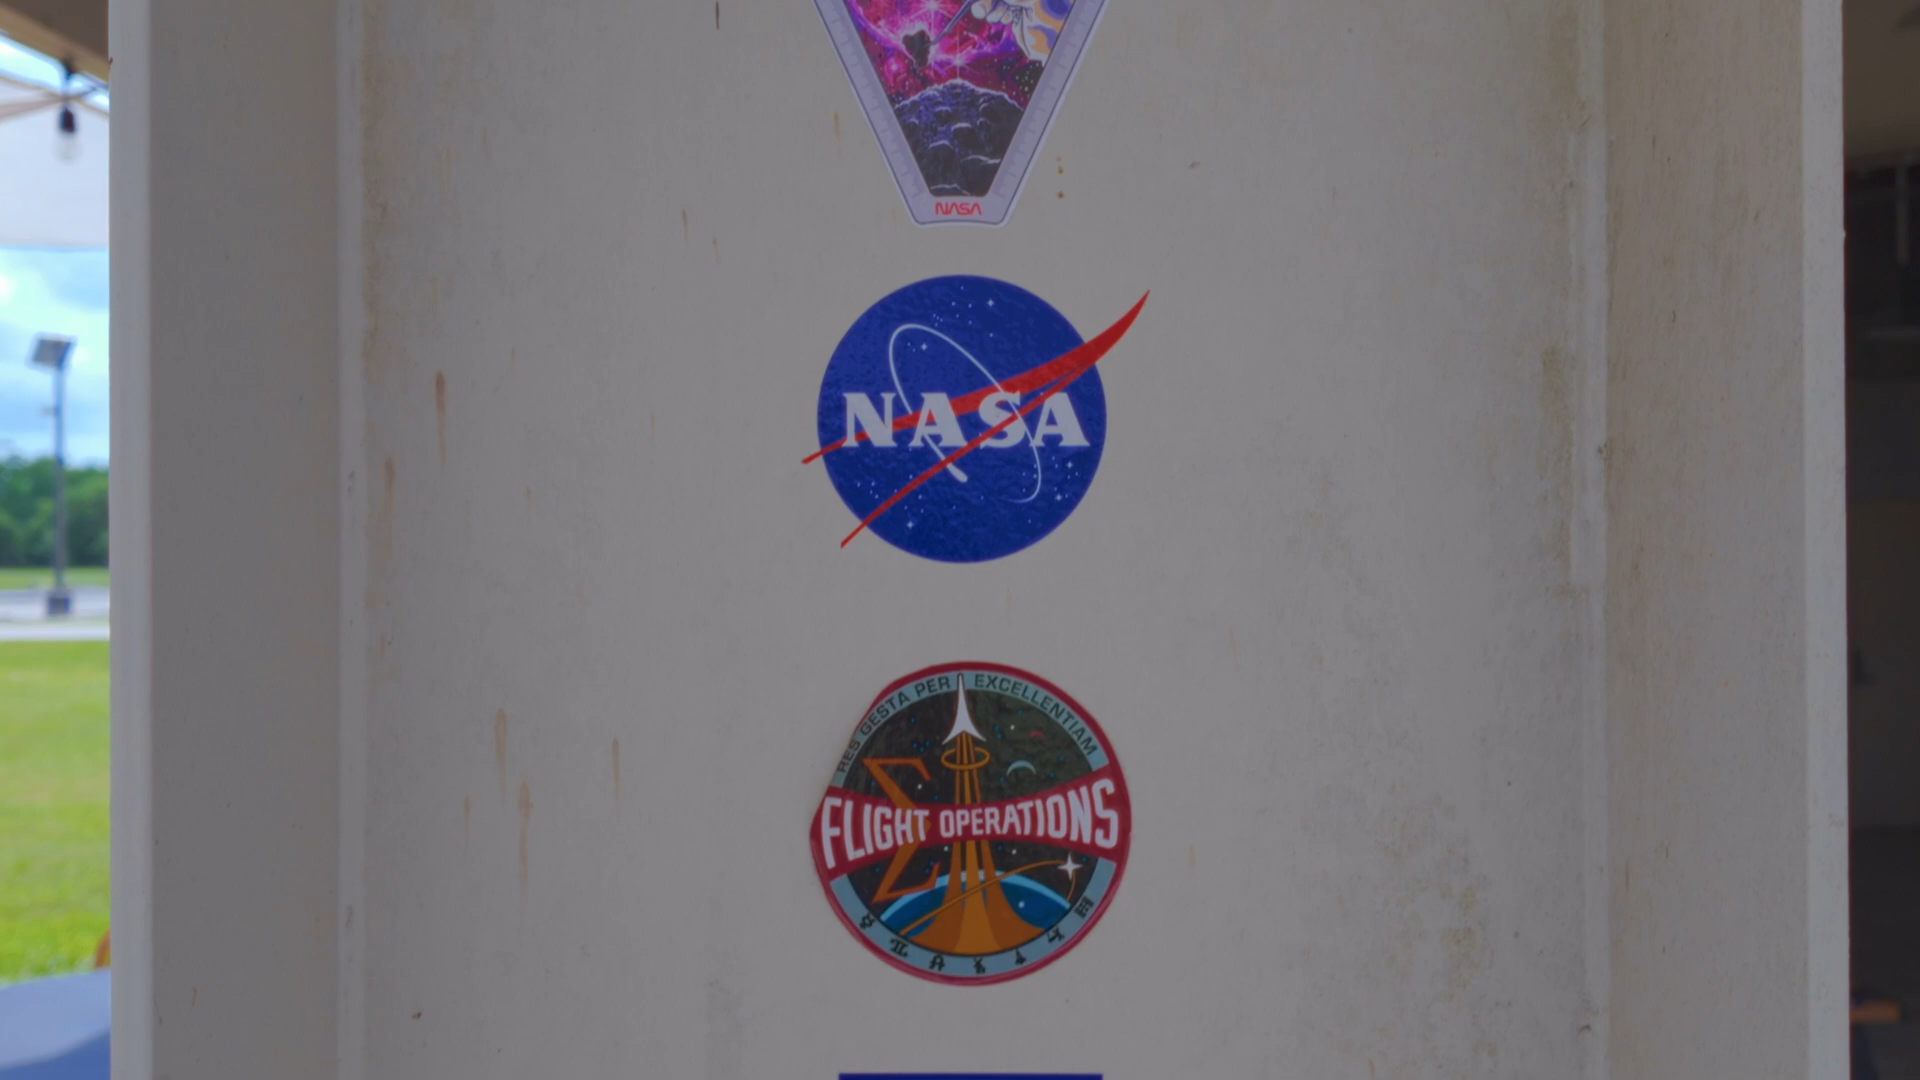 NASA
NASA
RES GESTA PER EXCELLENTIAM
FLIGHT OPERATIONS